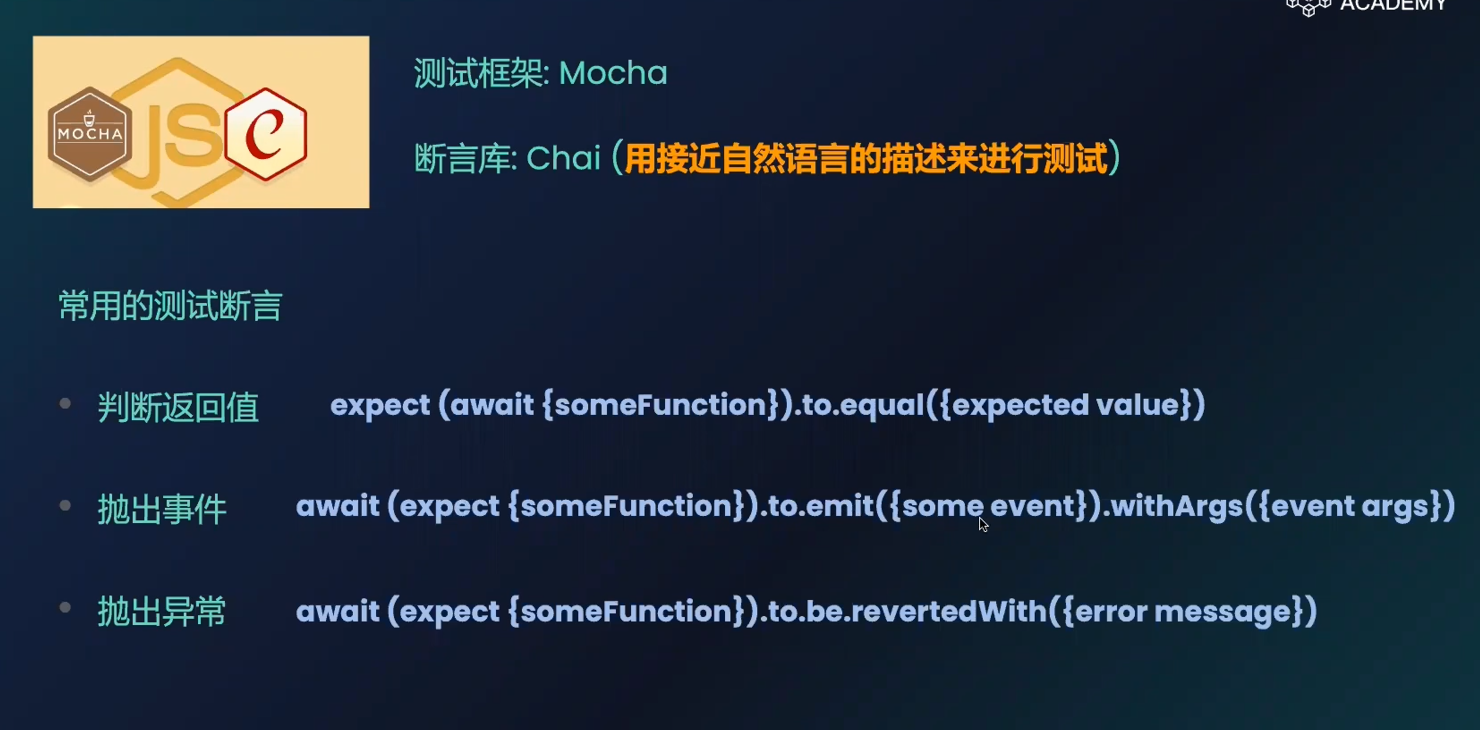 ACADEMY
MOCHA
JS
测试框架: Mocha
断言库: Chai (用接近自然语言的描述来进行测试)
常用的测试断言
判断返回值 expect (await {someFunction}).to.equal({expected value})
抛出事件 await (expect {someFunction}).to.emit({some event}).withArgs({event args})
抛出异常 await (expect {someFunction}).to.be.revertedWith({error message})